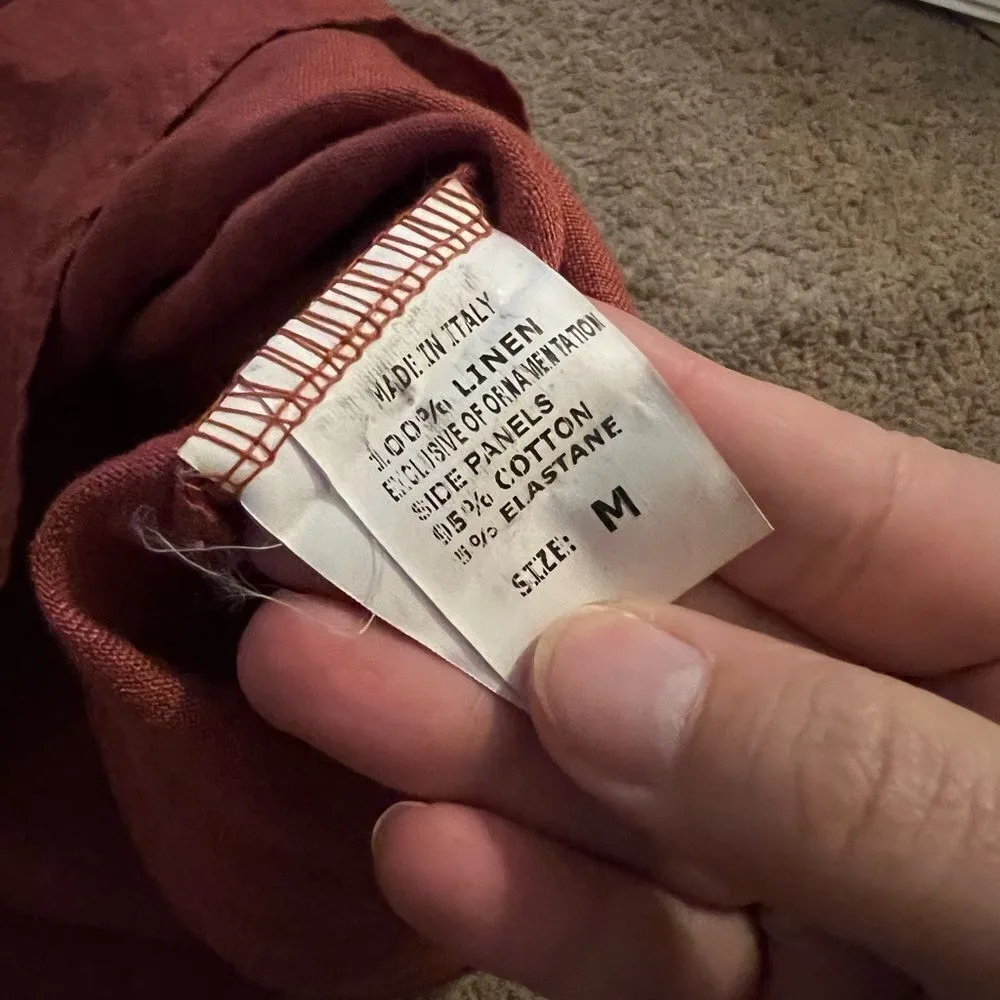 MADE IN ITALY
100% LINEN
EXCLUSIVE OF ORNAMENTATION
SIDE PANELS
95% COTTON
5% ELASTANE
SIZE: M